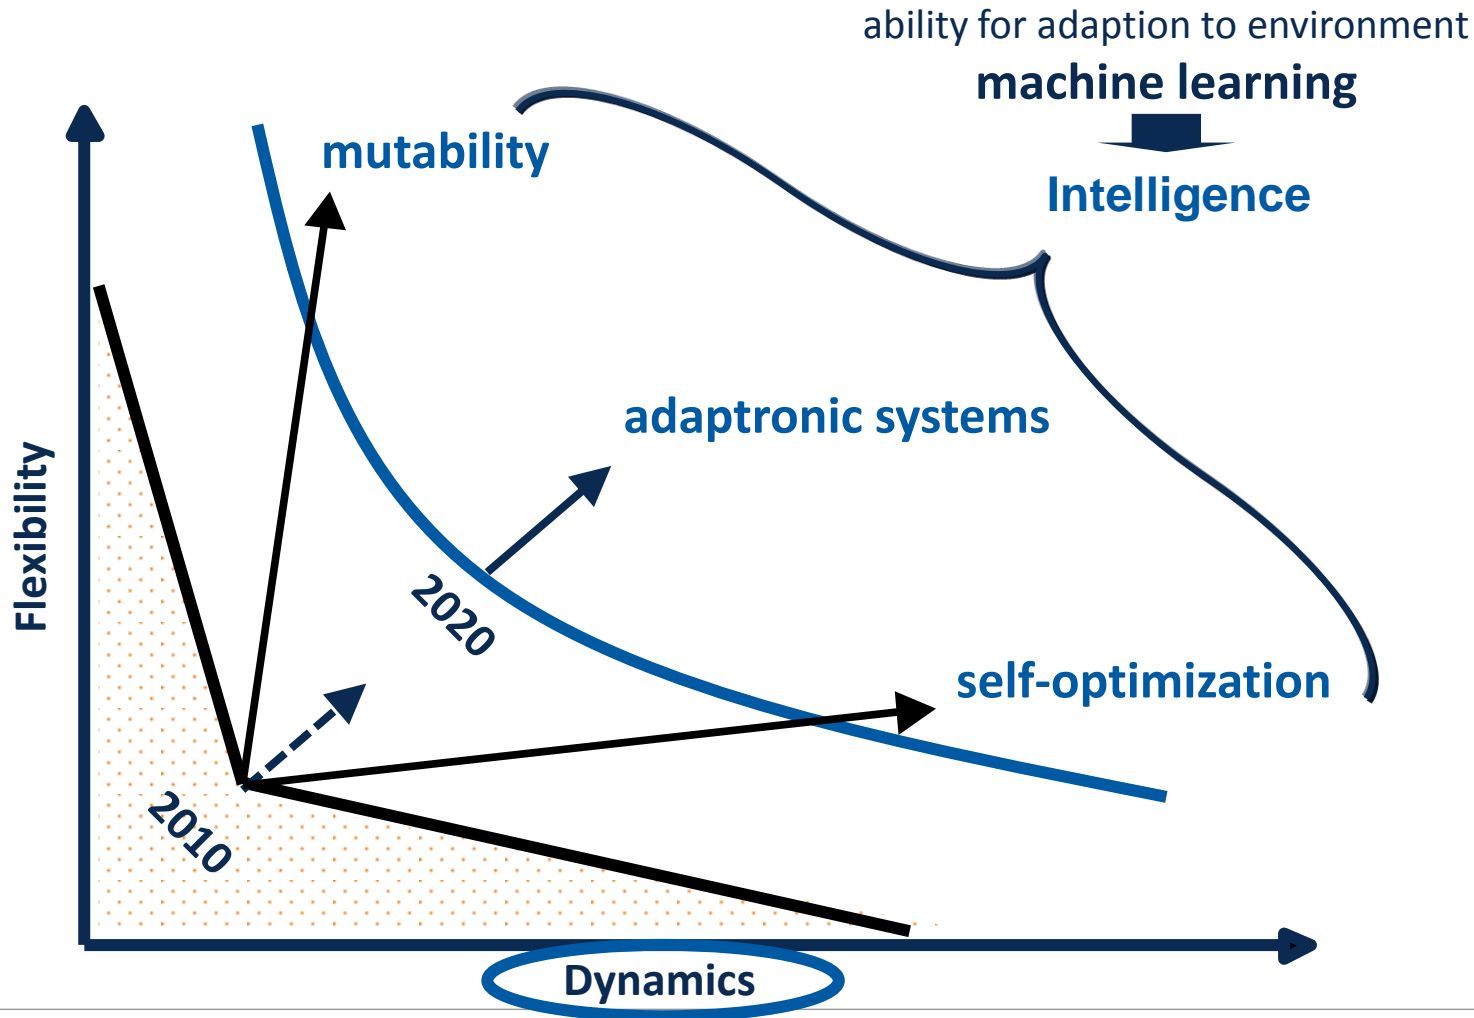 ability for adaption to environment
machine learning
Intelligence
mutability
adaptronic systems
Flexibility
2020
self-optimization
2010
Dynamics